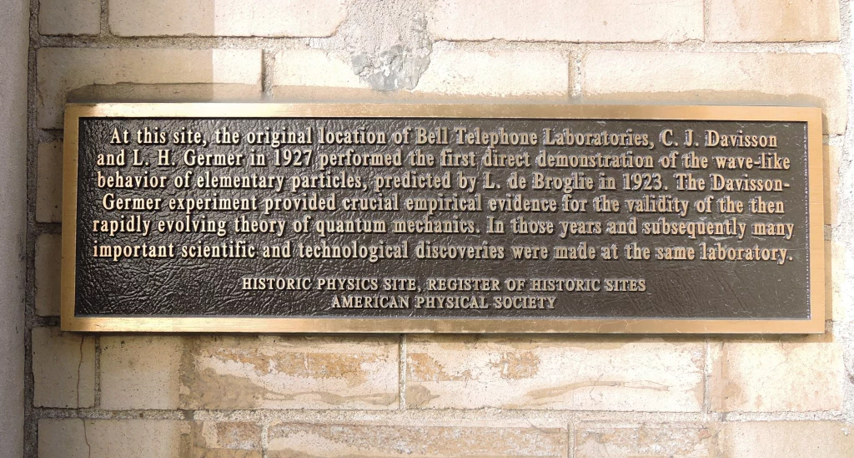 At this site, the original location of Bell Telephone Laboratories, C. J. Davisson
and L. H. Germer in 1927 performed the first direct demonstration of the wave-like
behavior of elementary particles, predicted by L. de Broglie in 1923. The Davisson-
Germer experiment provided crucial empirical evidence for the validity of the then
rapidly evolving theory of quantum mechanics. In those years and subsequently many
important scientific and technological discoveries were made at the same laboratory.
HISTORIC PHYSICS SITE, REGISTER OF HISTORIC SITES
AMERICAN PHYSICAL SOCIETY